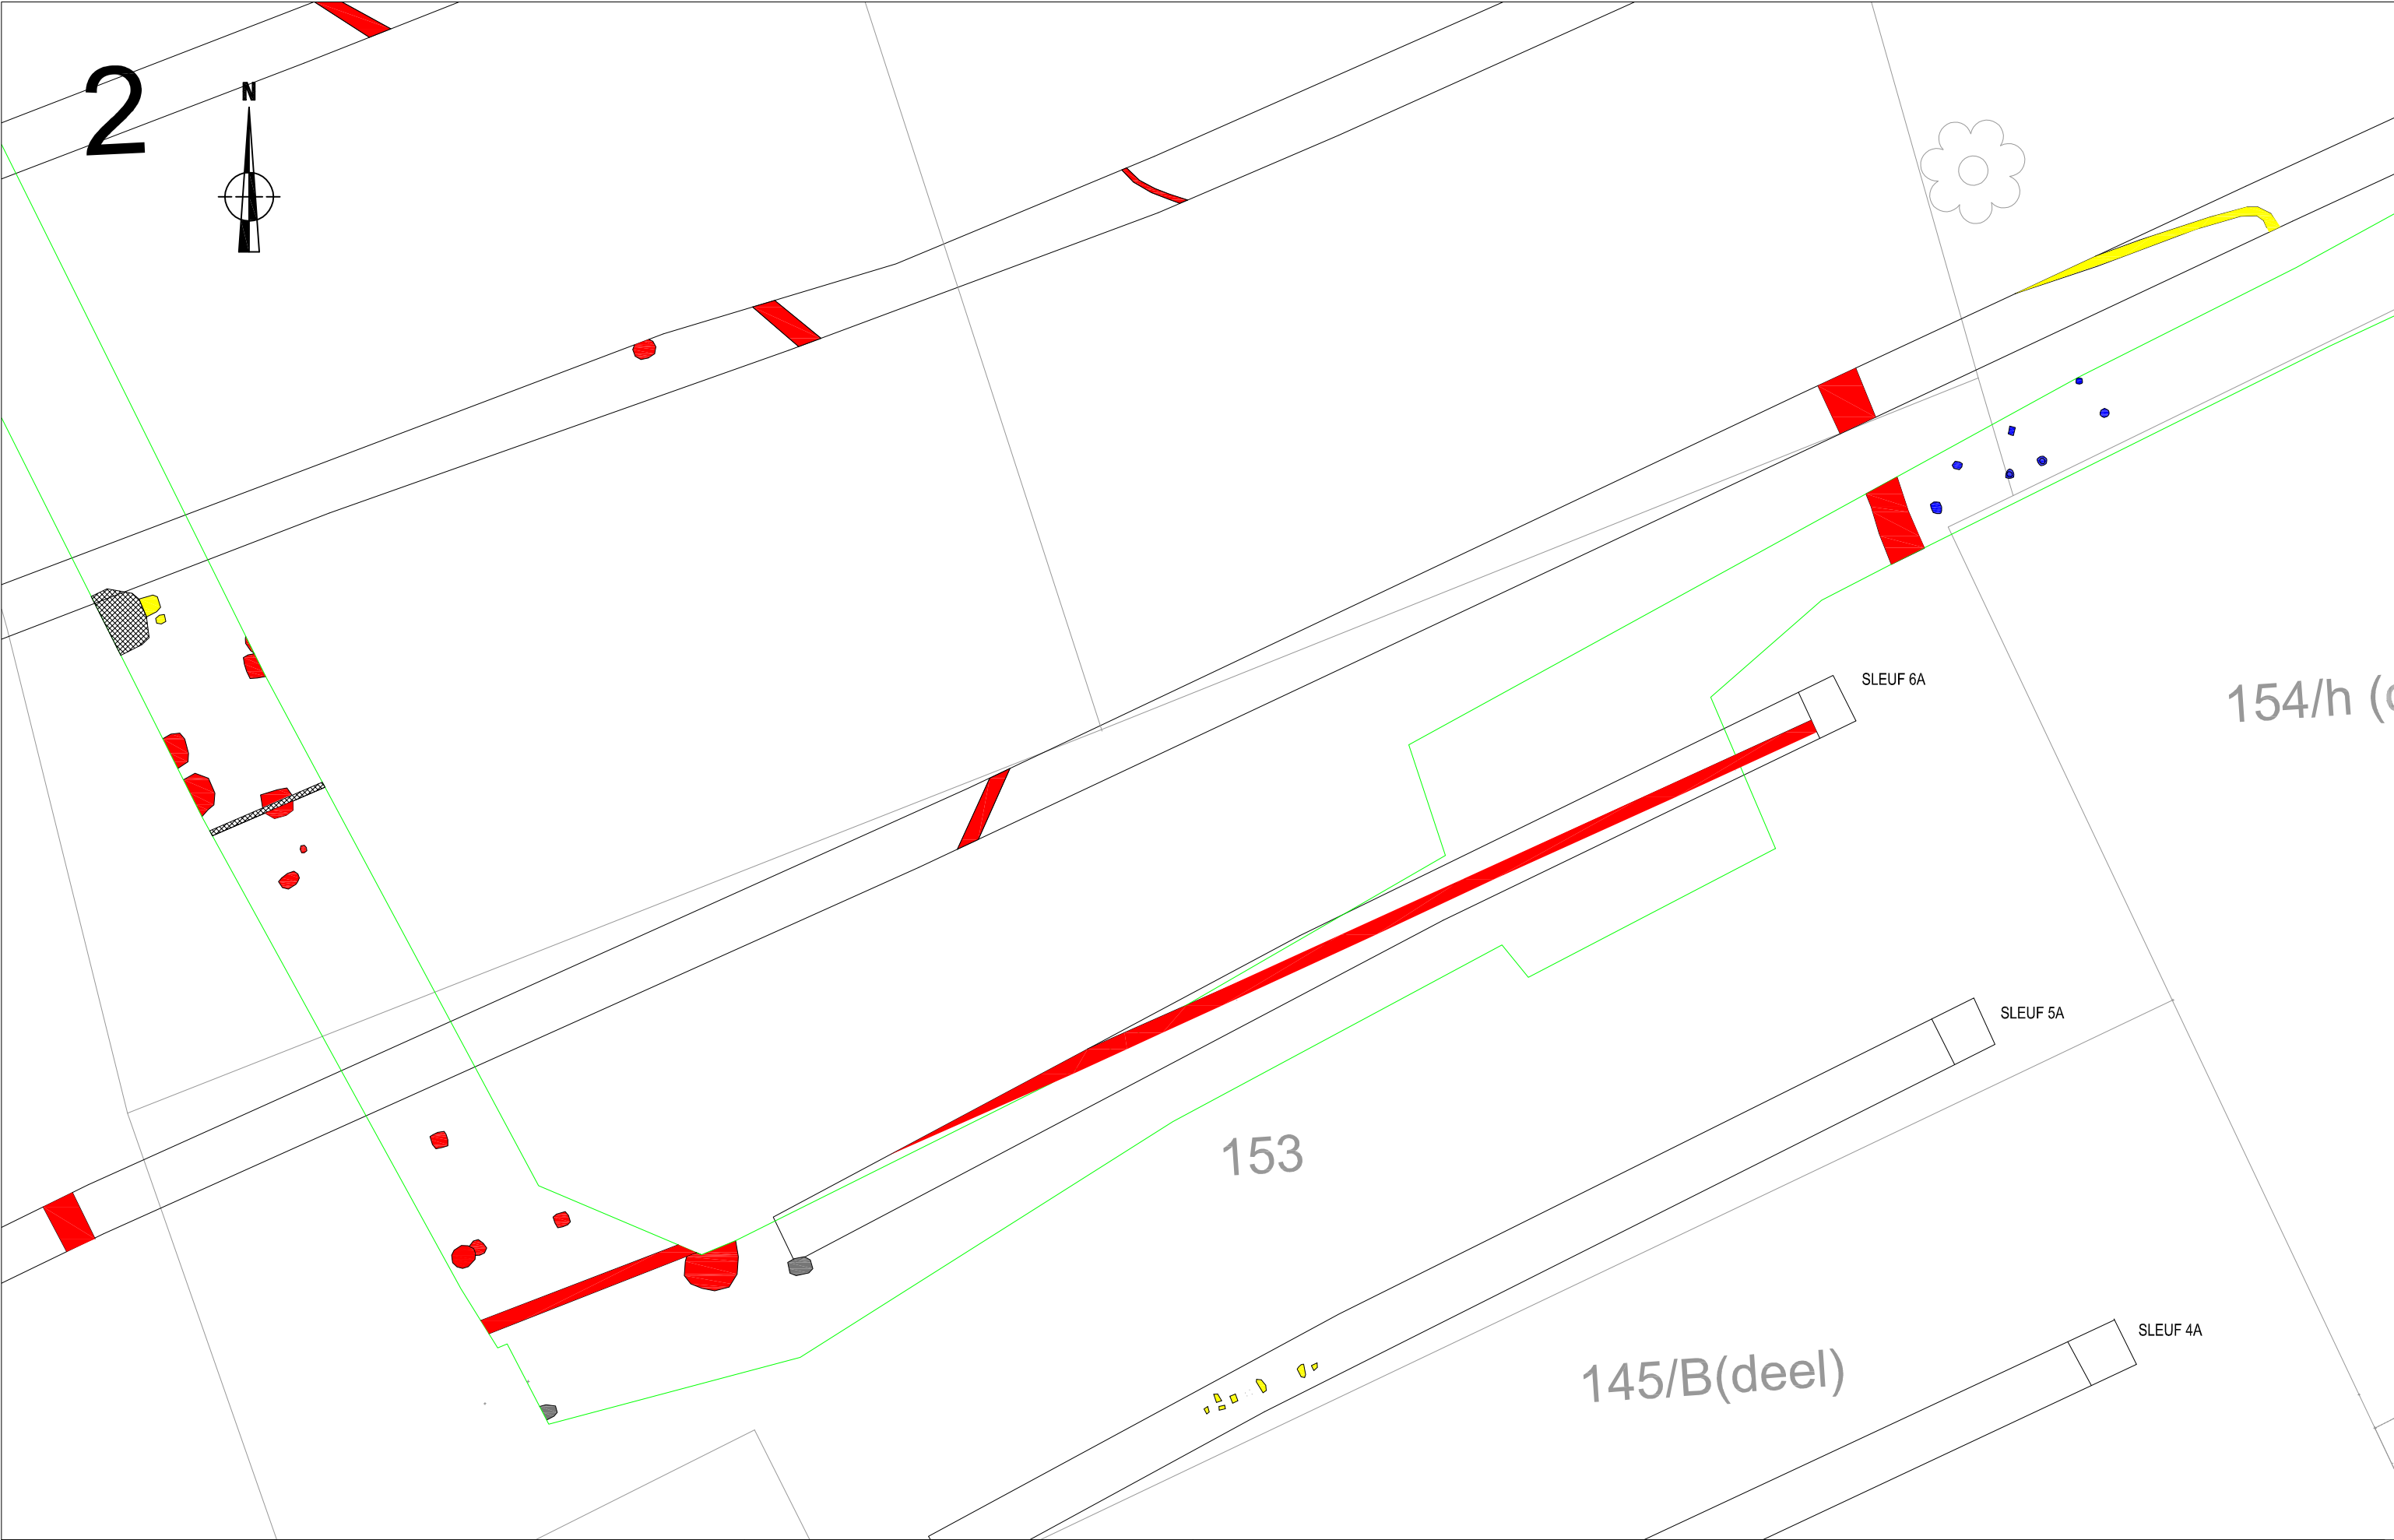 2
N
SLEUF 6A
154/h (
SLEUF 5A
153
145/B(deel)
SLEUF 4A